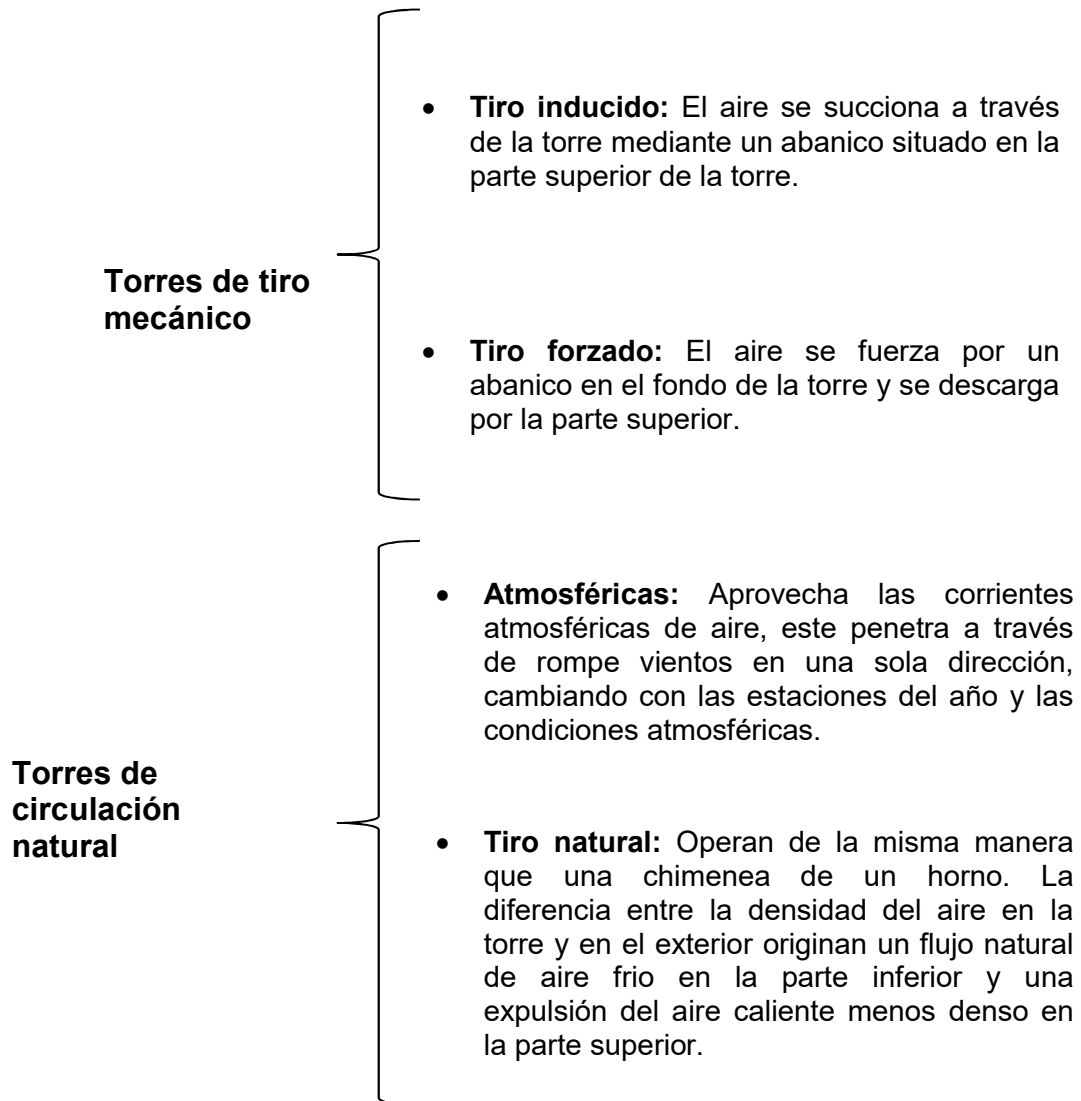 Torres de tiro
mecánico
• Tiro inducido: El aire se succiona a través
de la torre mediante un abanico situado en la
parte superior de la torre.
• Tiro forzado: El aire se fuerza por un
abanico en el fondo de la torre y se descarga
por la parte superior.
Torres de
circulación
natural
• Atmosféricas: Aprovecha las corrientes
atmosféricas de aire, este penetra a través
de rompe vientos en una sola dirección,
cambiando con las estaciones del año y las
condiciones atmosféricas.
• Tiro natural: Operan de la misma manera
que una chimenea de un horno. La
diferencia entre la densidad del aire en la
torre y en el exterior originan un flujo natural
de aire frio en la parte inferior y una
expulsión del aire caliente menos denso en
la parte superior.